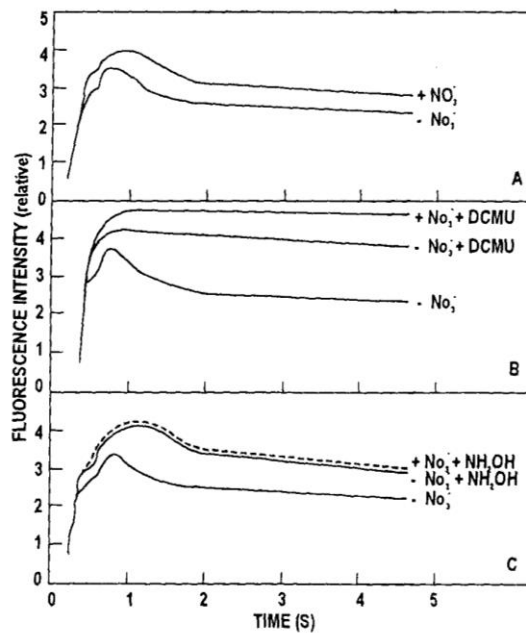 FLUORESCENCE INTENSITY (relative)
5
4
3
2
1
0
+ NO₃⁻
- No₃⁻
A
4
3
2
1
0
+ No₃⁻ + DCMU
- No₃⁻ + DCMU
- No₃⁻
B
4
3
2
1
0
+ No₃⁻ + NH₂OH
- No₃⁻ + NH₂OH
- No₃⁻
C
0 1 2 3 4 5
TIME (S)